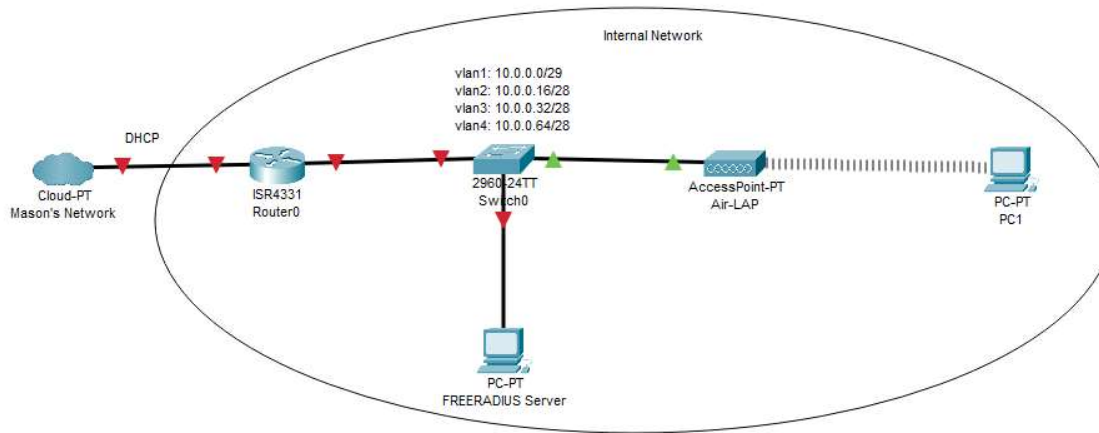 Internal Network
vlan1: 10.0.0.0/29
vlan2: 10.0.0.16/28
vlan3: 10.0.0.32/28
vlan4: 10.0.0.64/28
DHCP
Cloud-PT
Mason's Network
ISR4331
Router0
2960-24TT
Switch0
AccessPoint-PT
Air-LAP
PC-PT
PC1
PC-PT
FREERADIUS Server